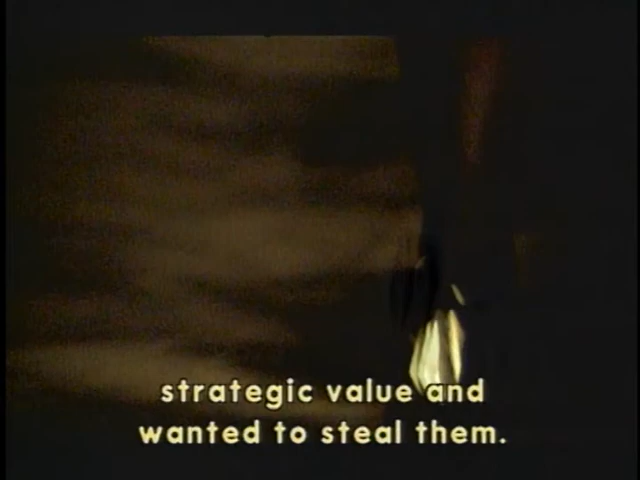 strategic value and
wanted to steal them.